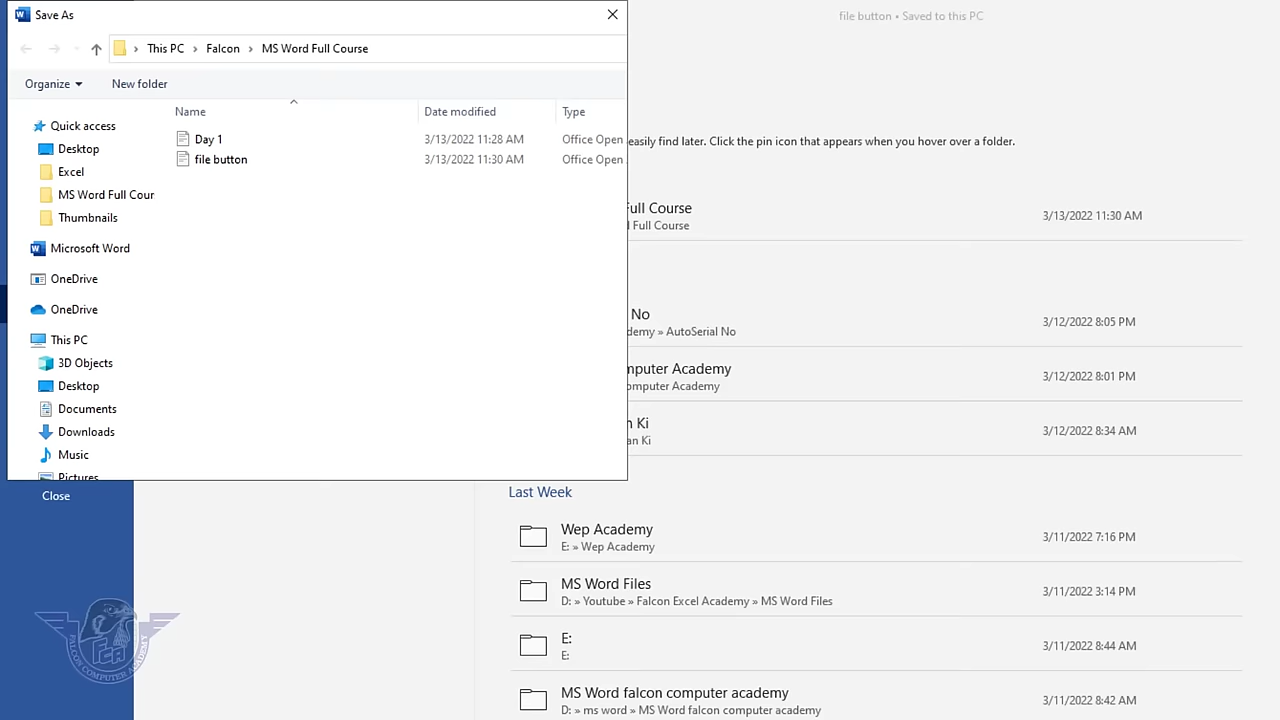 Save As
file button • Saved to this PC
This PC › Falcon › MS Word Full Course
Organize
New folder
Name
Date modified
Type
Day 1
3/13/2022 11:28 AM
Office Open
file button
3/13/2022 11:30 AM
Office Open
Quick access
Desktop
Excel
MS Word Full Cour
Thumbnails
Microsoft Word
OneDrive
OneDrive
This PC
3D Objects
Desktop
Documents
Downloads
Music
Pictures
Close
easily find later. Click the pin icon that appears when you hover over a folder.
Full Course
3/13/2022 11:30 AM
l Full Course
No
3/12/2022 8:05 PM
demy » AutoSerial No
mputer Academy
3/12/2022 8:01 PM
omputer Academy
n Ki
3/12/2022 8:34 AM
an Ki
Last Week
Wep Academy
3/11/2022 7:16 PM
E: » Wep Academy
MS Word Files
3/11/2022 3:14 PM
D: » Youtube » Falcon Excel Academy » MS Word Files
E:
3/11/2022 8:44 AM
E:
MS Word falcon computer academy
3/11/2022 8:42 AM
D: » ms word » MS Word falcon computer academy
FCA
FALCON COMPUTER ACADEMY